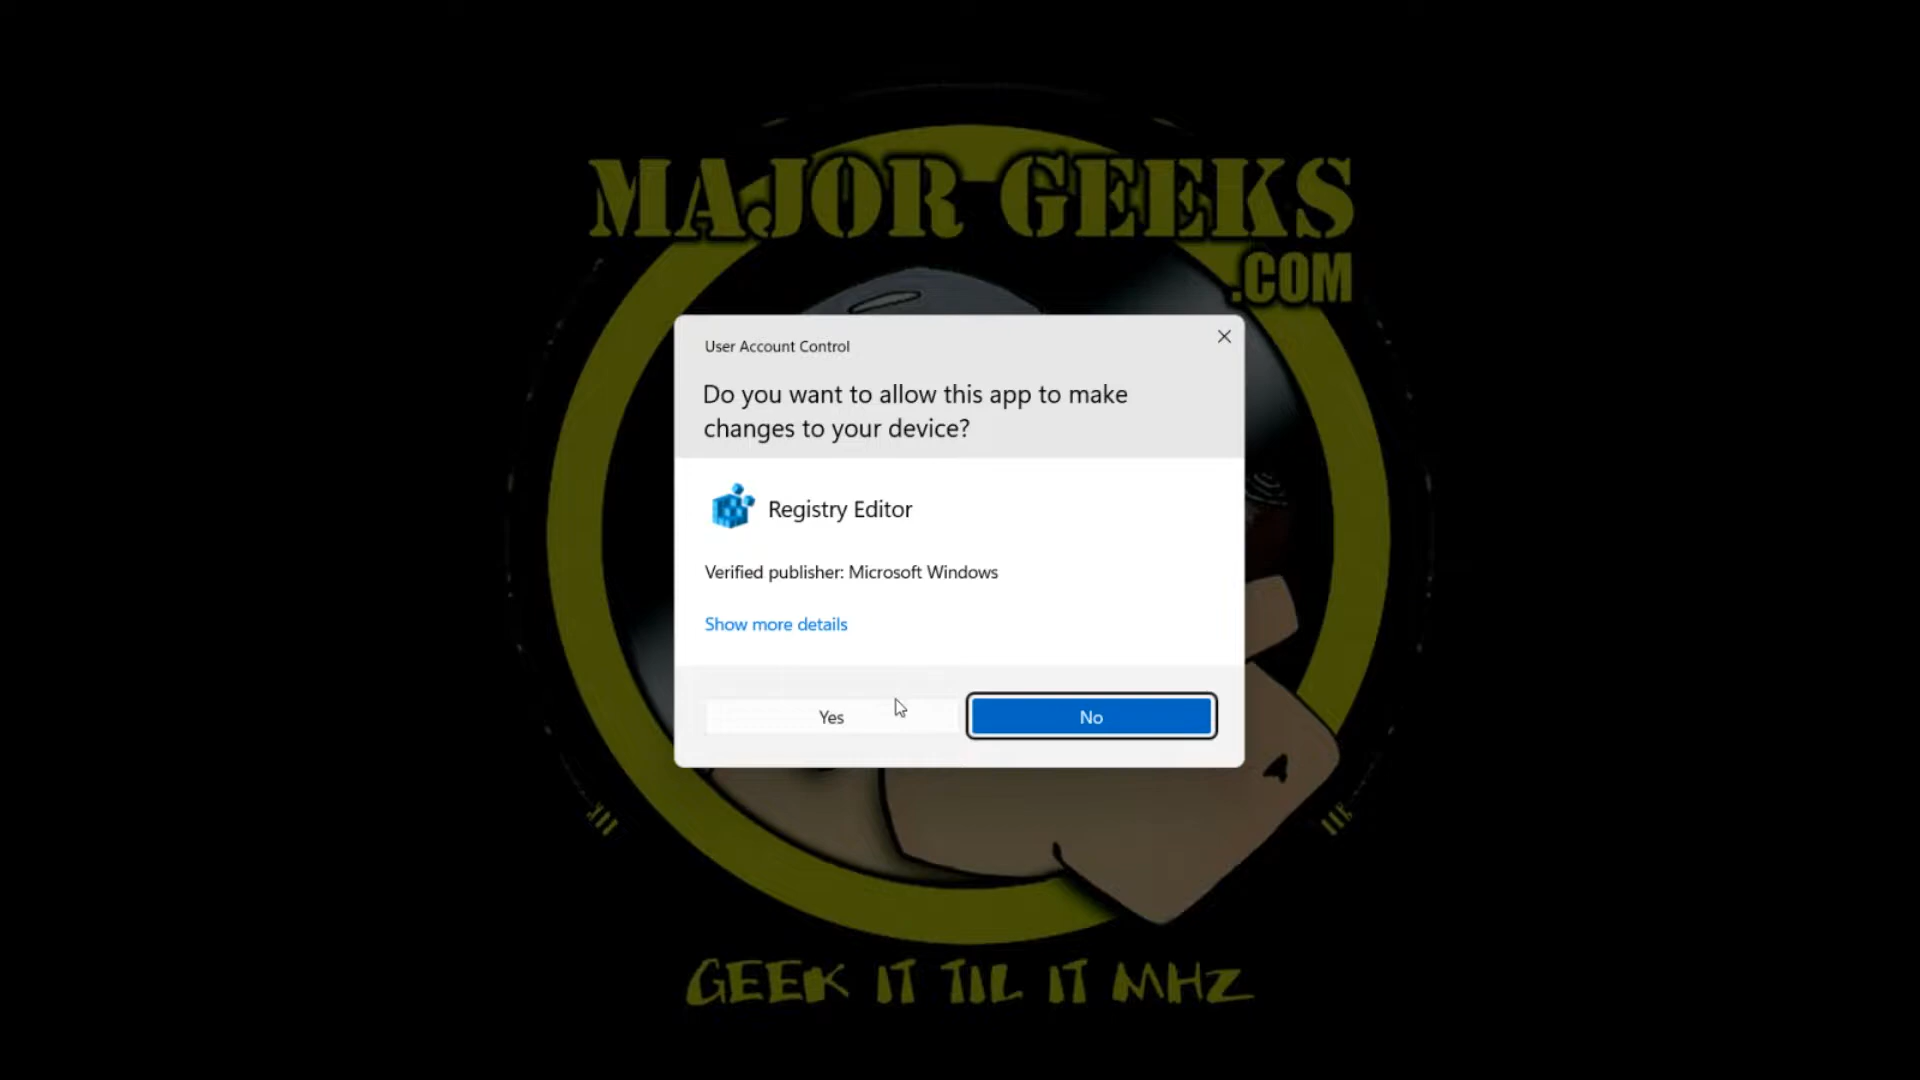 MAJOR GEEKS
.COM
User Account Control
Do you want to allow this app to make
changes to your device?
Registry Editor
Verified publisher: Microsoft Windows
Show more details
Yes
No
GEEK IT TIL IT MHZ